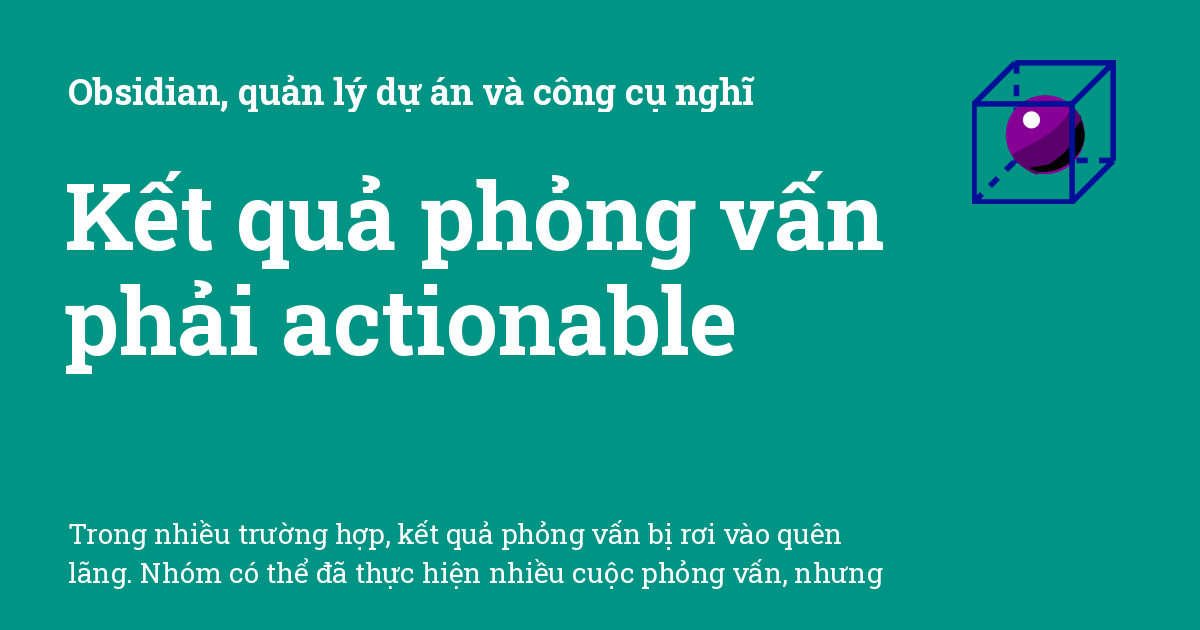 Obsidian, quản lý dự án và công cụ nghĩ
Kết quả phỏng vấn
phải actionable
Trong nhiều trường hợp, kết quả phỏng vấn bị rơi vào quên
lãng. Nhóm có thể đã thực hiện nhiều cuộc phỏng vấn, nhưng